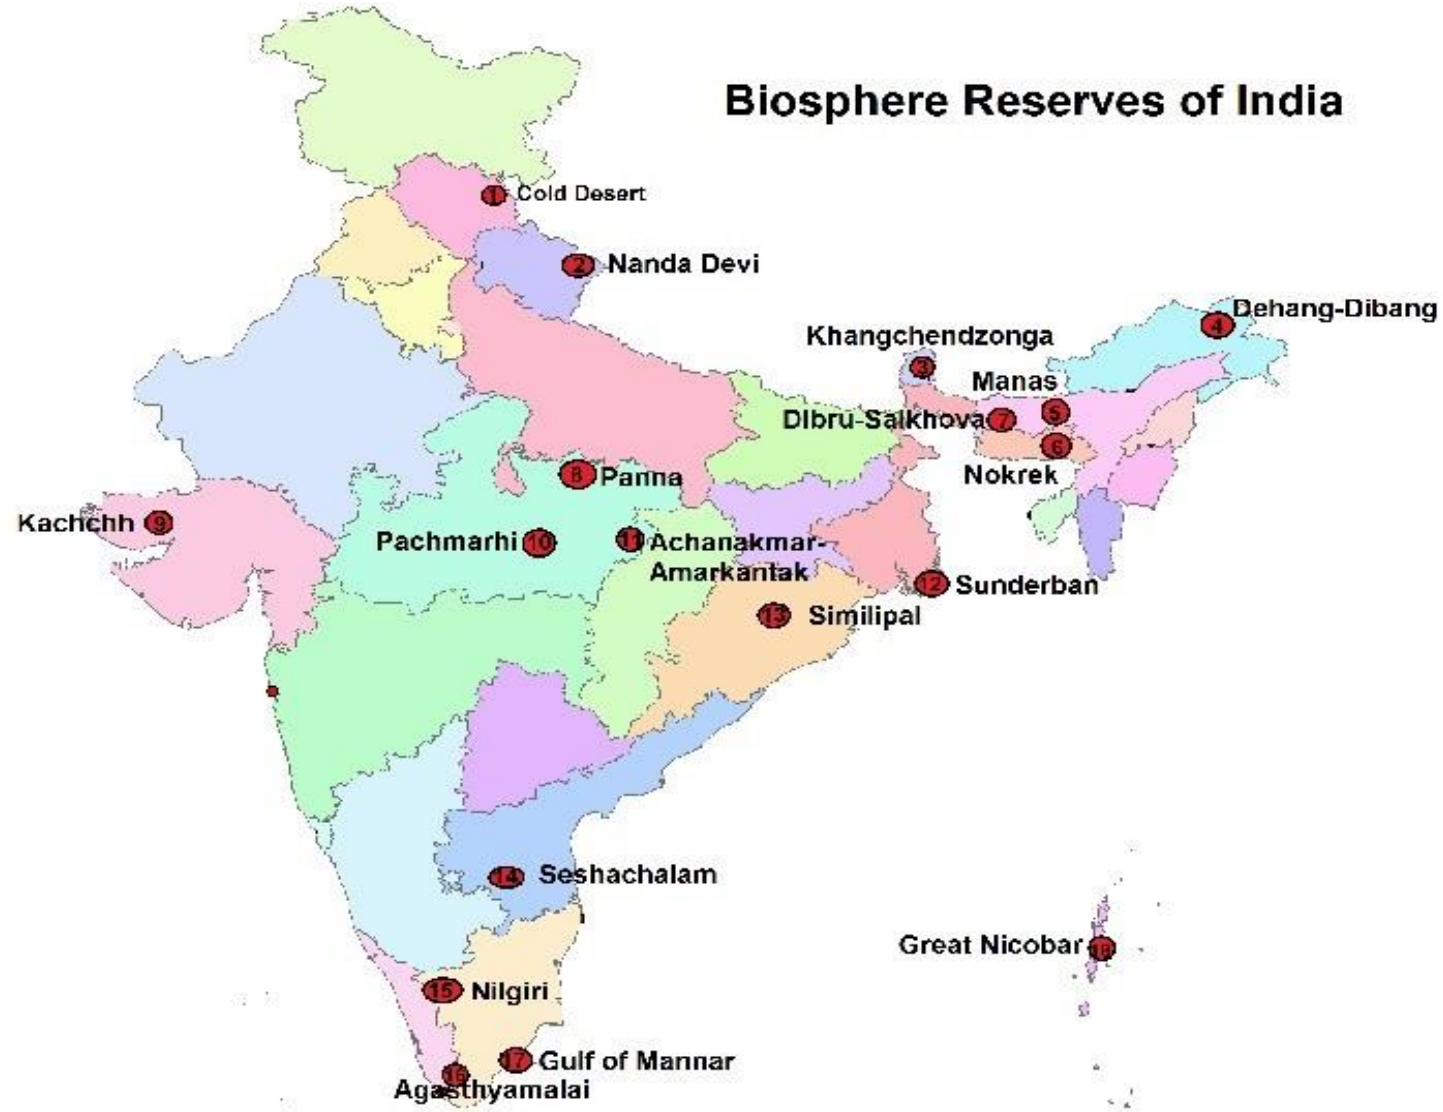 Biosphere Reserves of India
1 Cold Desert
2 Nanda Devi
Dehang-Dibang
4
Khangchendzonga
3
Manas
5
Dibru-Saikhova 7
6
Nokrek
8 Panna
Kachchh 9
Pachmarhi 10
11 Achanakmar-
Amarkantak
12 Sunderban
13 Similipal
14 Seshachalam
Great Nicobar 18
15 Nilgiri
17 Gulf of Mannar
16
Agasthyamalai